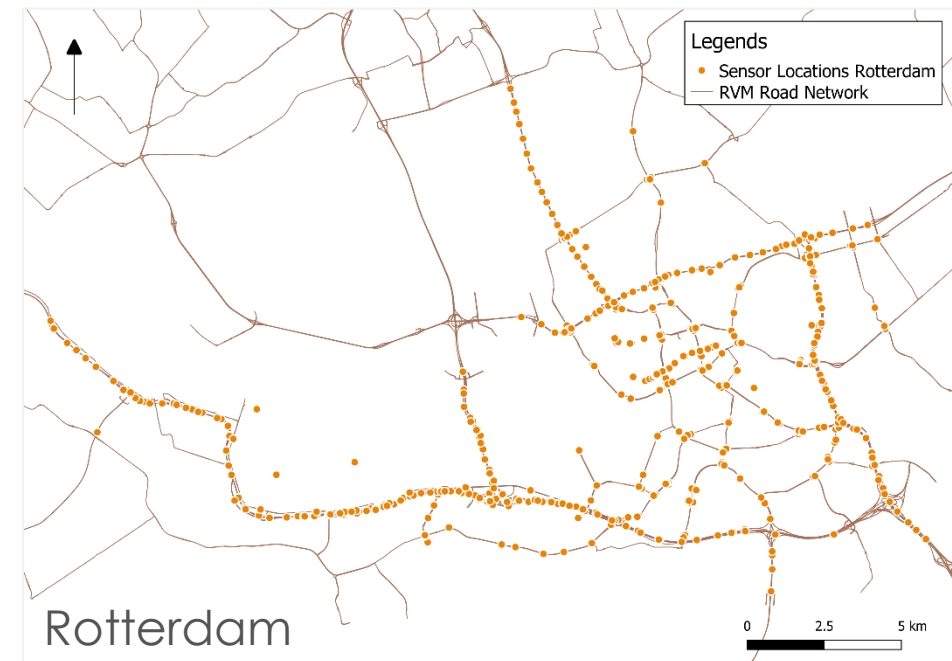 Legends
Sensor Locations Rotterdam
RVM Road Network
Rotterdam
0 2.5 5 km